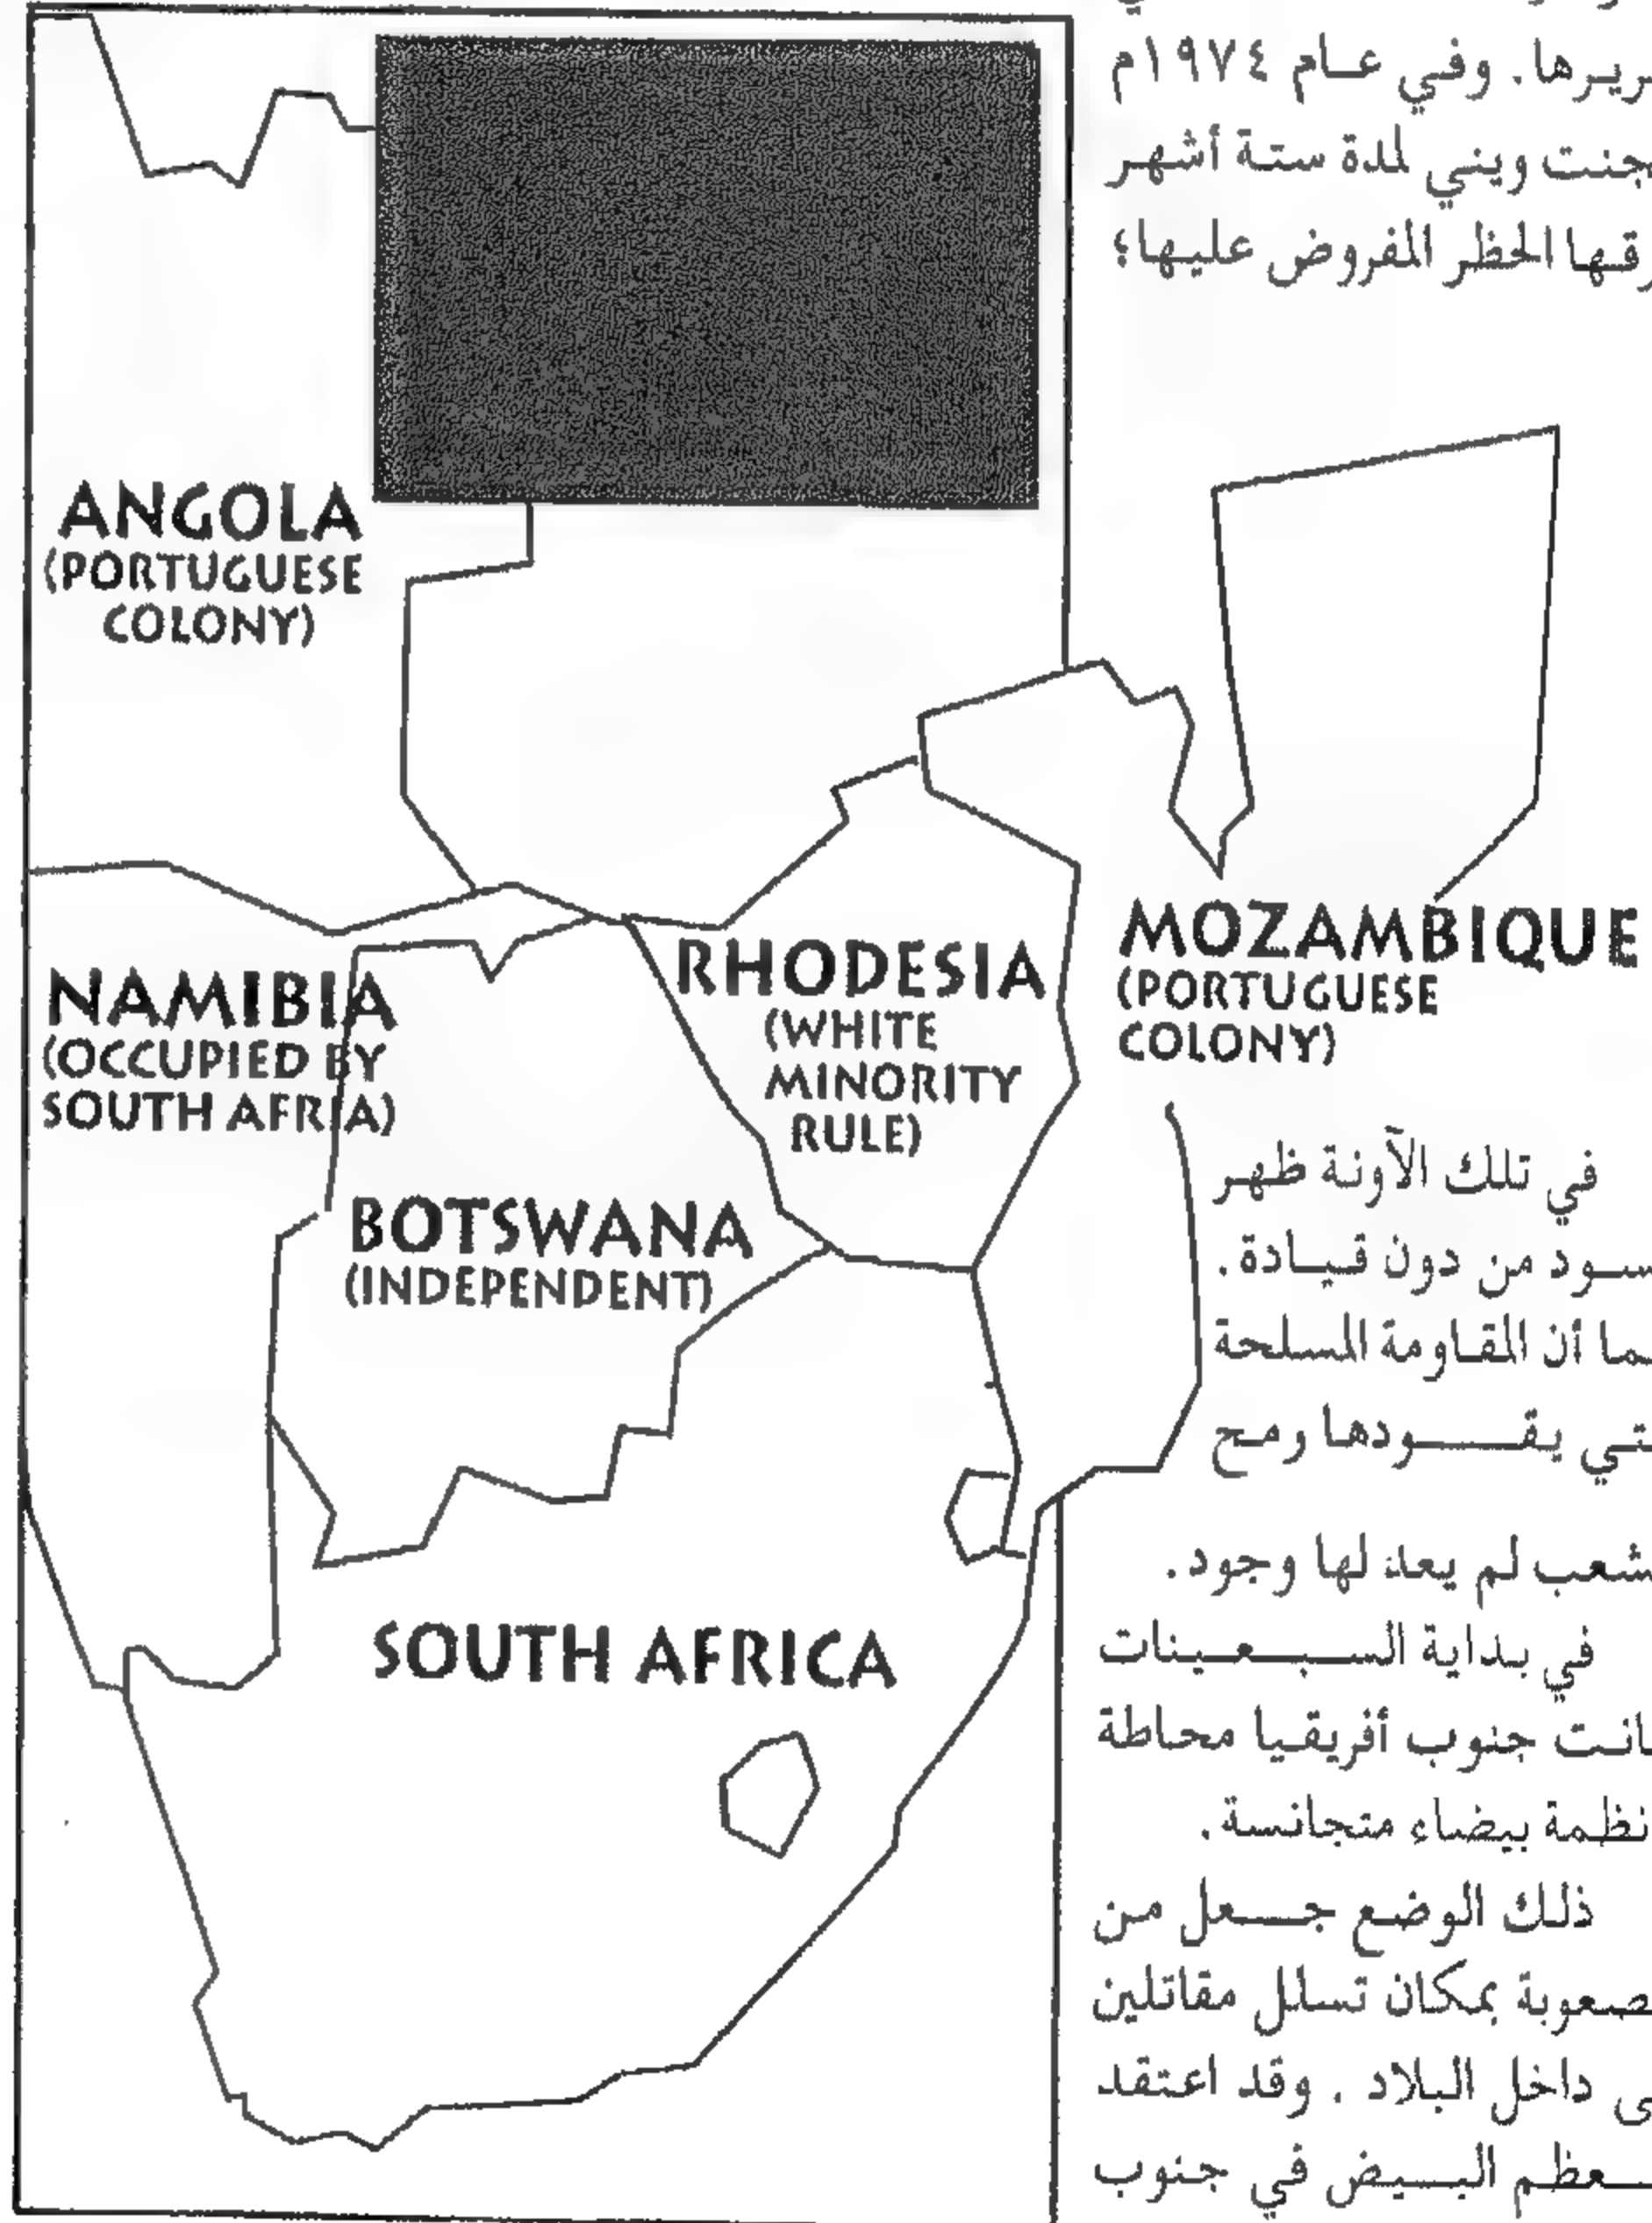 ريرها. وفي عام ١٩٧٤م
جنت ويني لمدة ستة أشهر
رقها الحظر المفروض عليها؛
ANGOLA
(PORTUGUESE
COLONY)
MOZAMBIQUE
(PORTUGUESE
COLONY)
RHODESIA
(WHITE
MINORITY
RULE)
NAMIBIA
(OCCUPIED BY
SOUTH AFRIA)
BOTSWANA
(INDEPENDENT)
SOUTH AFRICA
في تلك الآونة ظهر
سود من دون قيادة.
ما أن المقاومة المسلحة
تي يقودها رمح
شعب لم يعد لها وجود.
في بداية السبعينات
انت جنوب أفريقيا محاطة
نظمة بيضاء متجانسة.
ذلك الوضع جعل من
صعوبة بمكان تسلل مقاتلين
ى داخل البلاد . وقد اعتقد
عظم البيض في جنوب